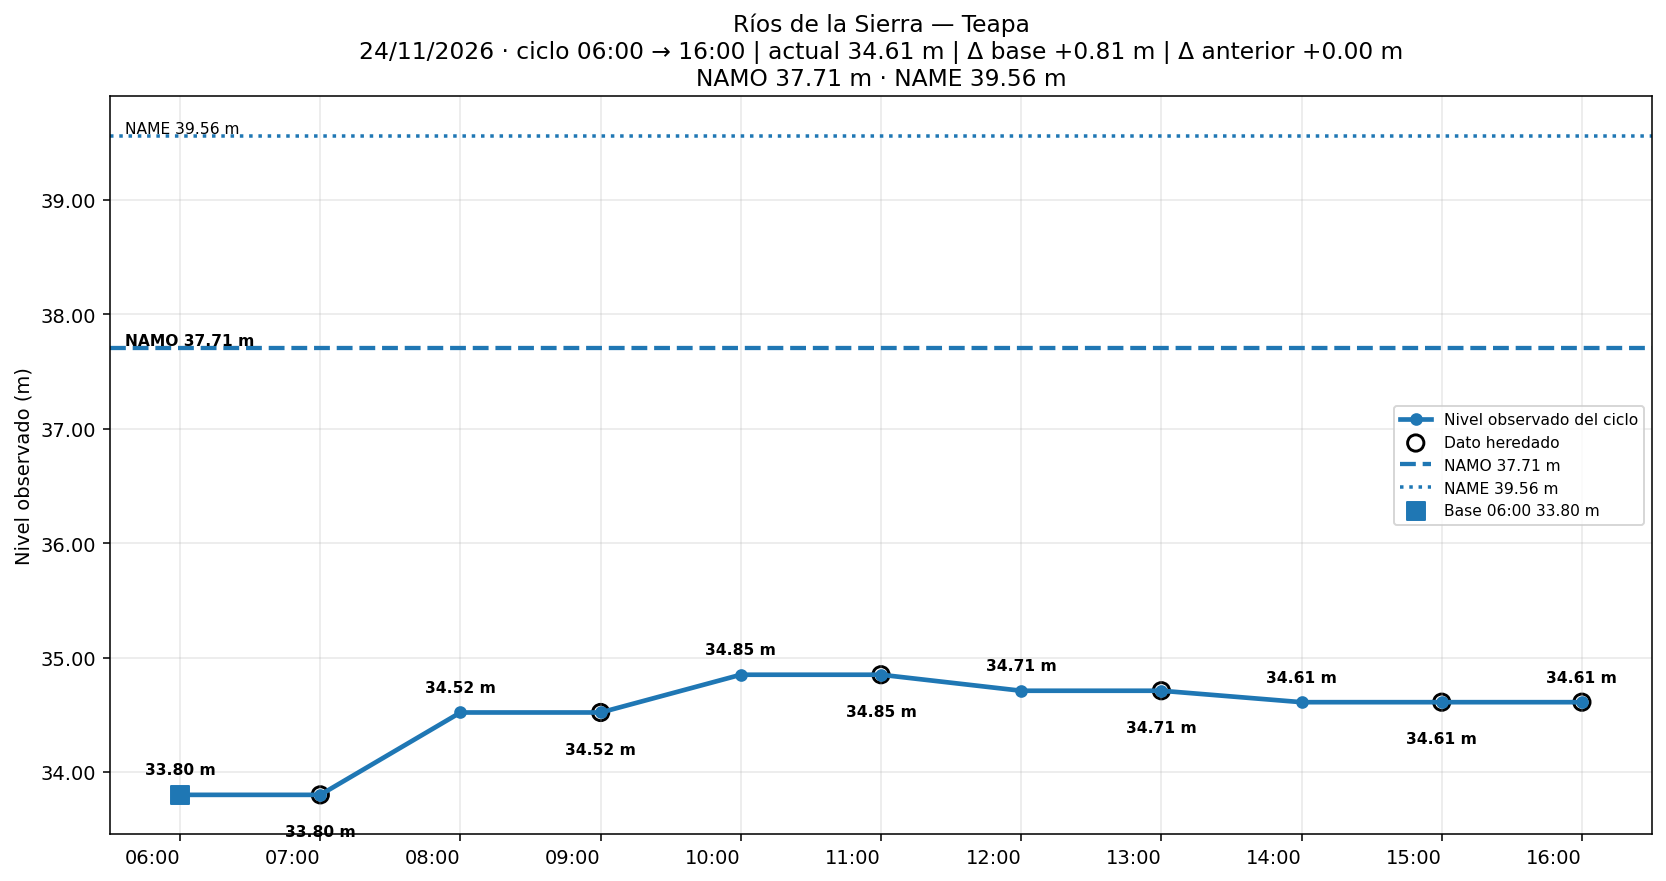 Ríos de la Sierra — Teapa
24/11/2026 · ciclo 06:00 → 16:00 | actual 34.61 m | Δ base +0.81 m | Δ anterior +0.00 m
NAMO 37.71 m · NAME 39.56 m
NAME 39.56 m
39.00
38.00
NAMO 37.71 m
37.00
36.00
35.00
34.00
Nivel observado (m)
Nivel observado del ciclo
Dato heredado
NAMO 37.71 m
NAME 39.56 m
Base 06:00 33.80 m
33.80 m
33.80 m
34.52 m
34.52 m
34.85 m
34.85 m
34.71 m
34.71 m
34.61 m
34.61 m
34.61 m
06:00
07:00
08:00
09:00
10:00
11:00
12:00
13:00
14:00
15:00
16:00